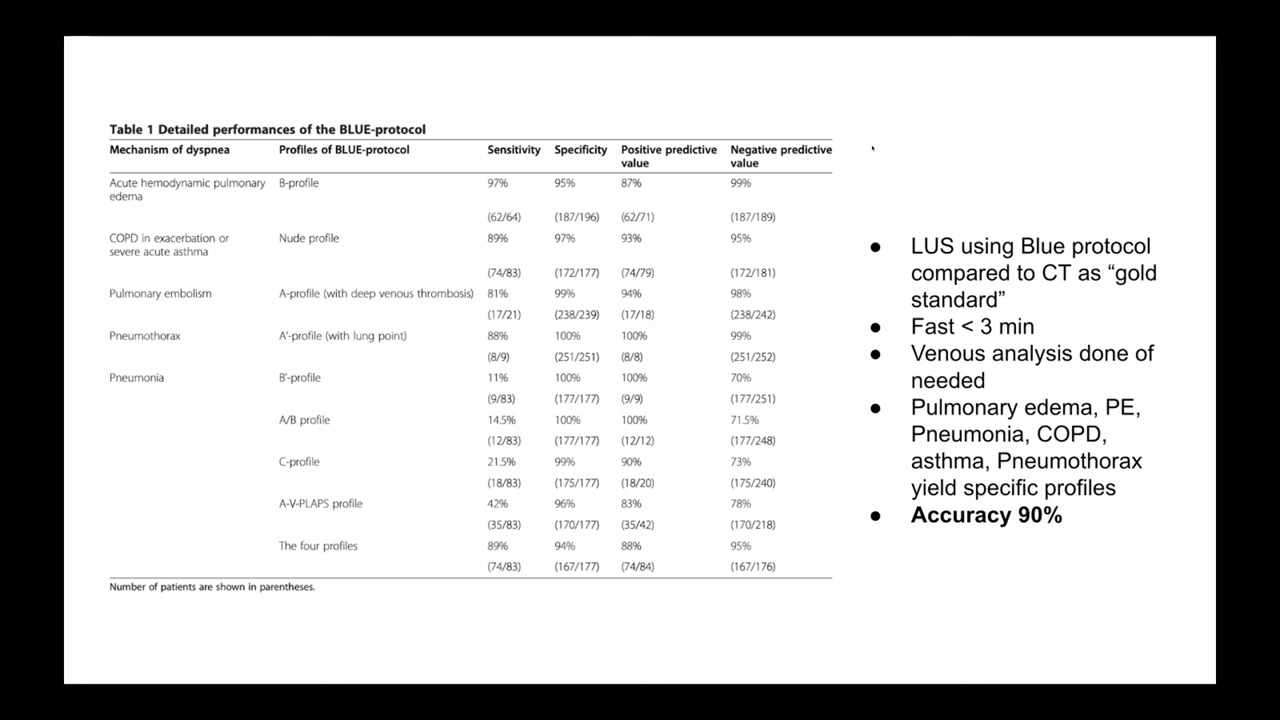 Table 1 Detailed performances of the BLUE-protocol
Mechanism of dyspnea Profiles of BLUE-protocol Sensitivity Specificity Positive predictive value Negative predictive value
Acute hemodynamic pulmonary edema B-profile 97% 95% 87% 99%
(62/64) (187/196) (62/71) (187/189)
COPD in exacerbation or severe acute asthma Nude profile 89% 97% 93% 95%
(74/83) (172/177) (74/79) (172/181)
Pulmonary embolism A-profile (with deep venous thrombosis) 81% 99% 94% 98%
(17/21) (238/239) (17/18) (238/242)
Pneumothorax A’-profile (with lung point) 88% 100% 100% 99%
(8/9) (251/251) (8/8) (251/252)
Pneumonia B’-profile 11% 100% 100% 70%
(9/83) (177/177) (9/9) (177/251)
A/B profile 14.5% 100% 100% 71.5%
(12/83) (177/177) (12/12) (177/248)
C-profile 21.5% 99% 90% 73%
(18/83) (175/177) (18/20) (175/240)
A-V-PLAPS profile 42% 96% 83% 78%
(35/83) (170/177) (35/42) (170/218)
The four profiles 89% 94% 88% 95%
(74/83) (167/177) (74/84) (167/176)
Number of patients are shown in parentheses.
● LUS using Blue protocol
compared to CT as “gold
standard”
● Fast < 3 min
● Venous analysis done of
needed
● Pulmonary edema, PE,
Pneumonia, COPD,
asthma, Pneumothorax
yield specific profiles
● Accuracy 90%